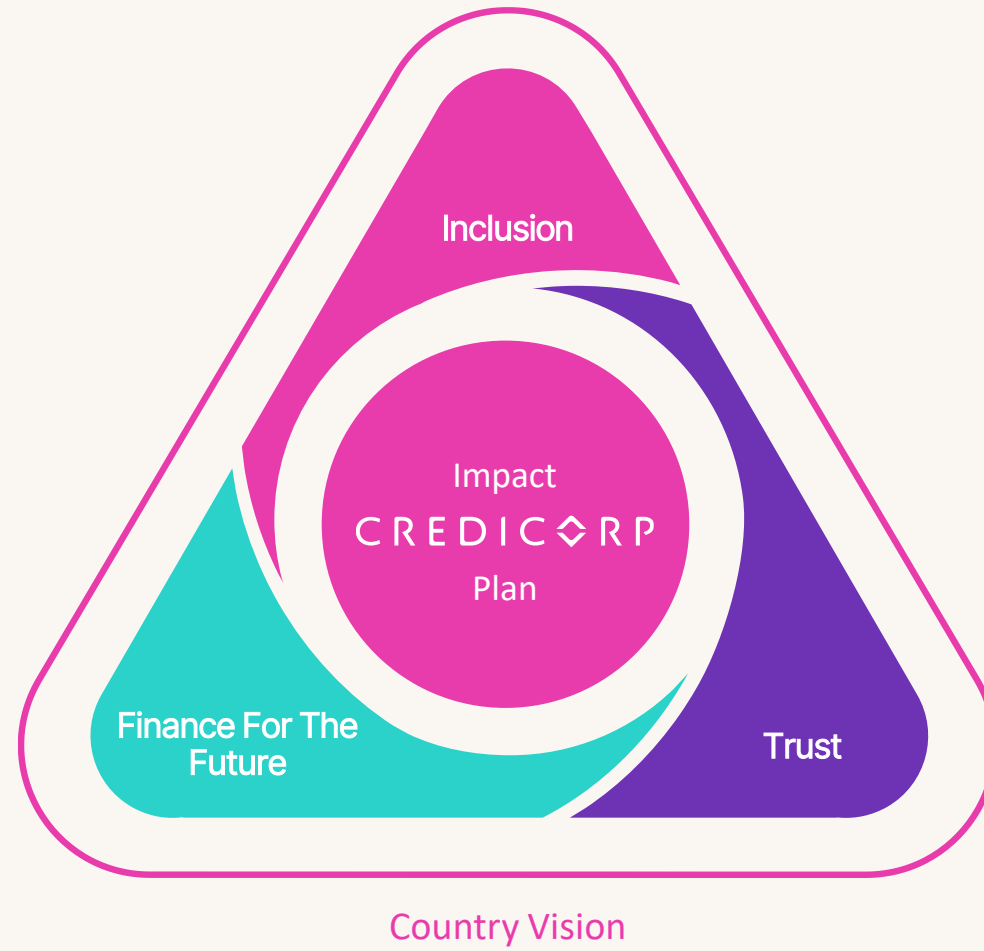 Inclusion
Impact
CREDICORP
Plan
Finance For The
Future
Trust
Country Vision